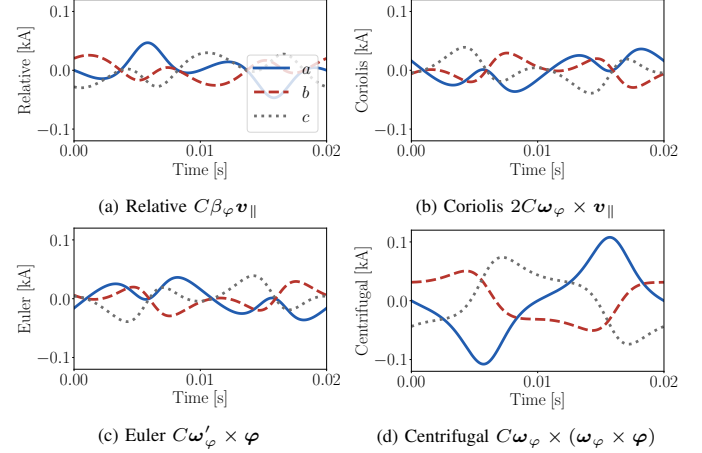 0.1
0.0
−0.1
Relative [kA]
a
b
c
0.00
0.01
0.02
Time [s]
(a) Relative Cβ_φ v_∥
0.1
0.0
−0.1
Coriolis [kA]
0.00
0.01
0.02
Time [s]
(b) Coriolis 2Cω_φ × v_∥
0.1
0.0
−0.1
Euler [kA]
0.00
0.01
0.02
Time [s]
(c) Euler Cω′_φ × φ
0.1
0.0
−0.1
Centrifugal [kA]
0.00
0.01
0.02
Time [s]
(d) Centrifugal Cω_φ × (ω_φ × φ)